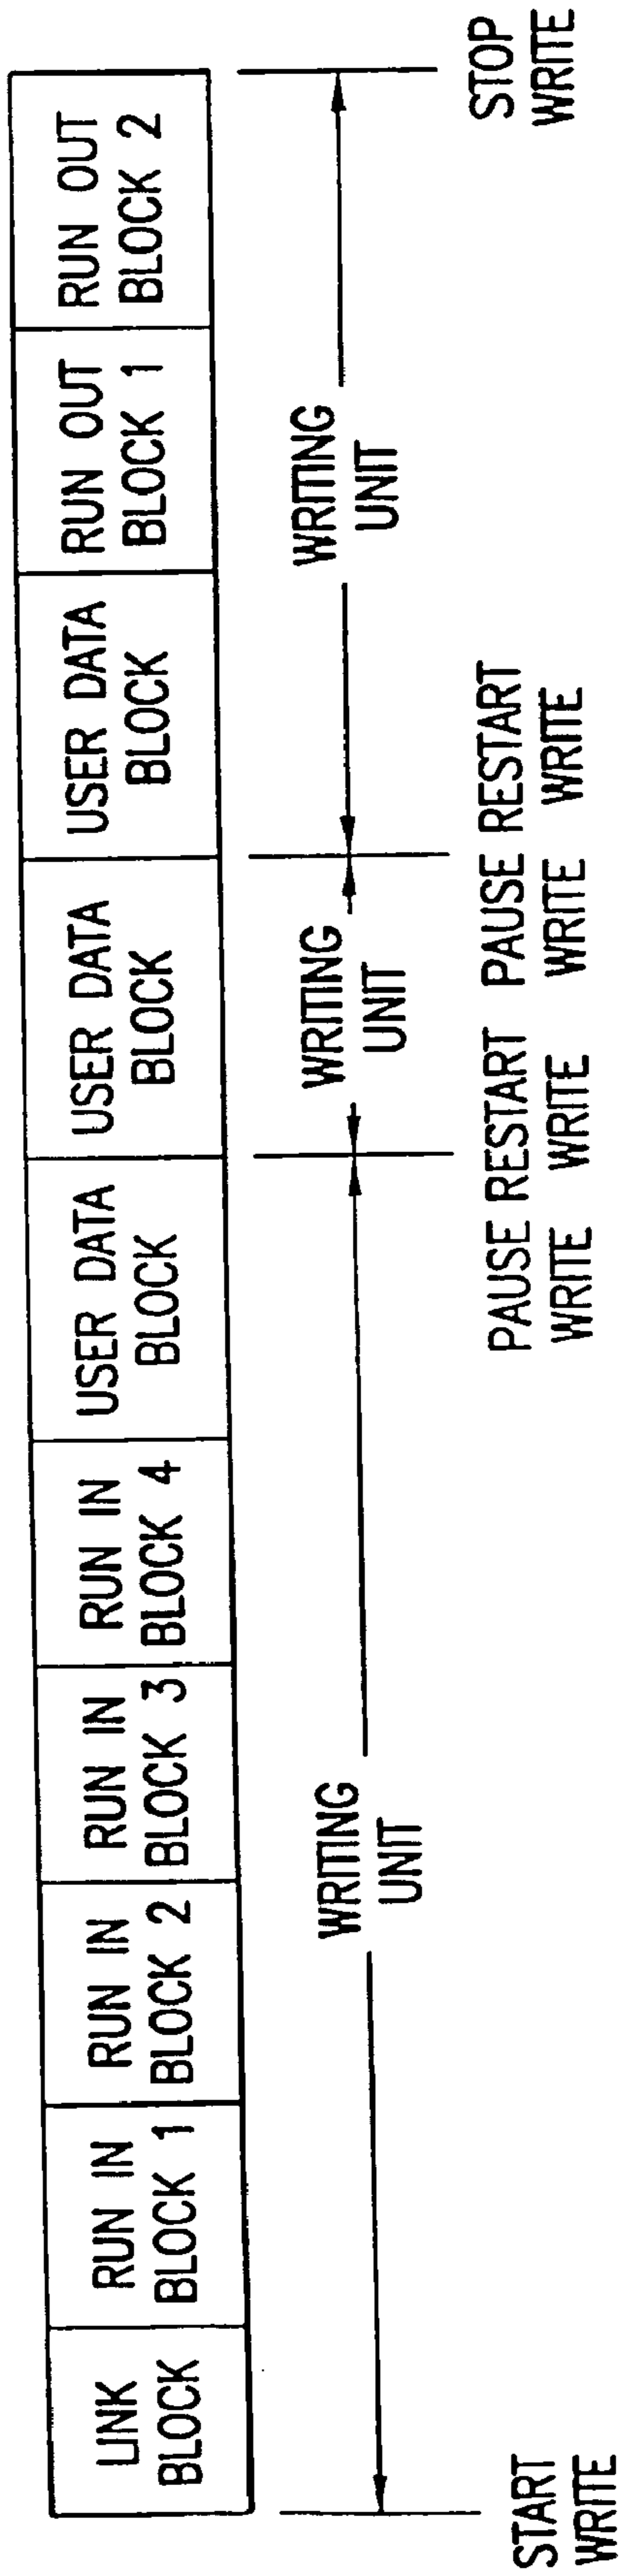 LINK
BLOCK
RUN IN
BLOCK 1
RUN IN
BLOCK 2
RUN IN
BLOCK 3
RUN IN
BLOCK 4
USER DATA
BLOCK
USER DATA
BLOCK
USER DATA
BLOCK
RUN OUT
BLOCK 1
RUN OUT
BLOCK 2
WRITING
UNIT
WRITING
UNIT
WRITING
UNIT
START
WRITE
PAUSE RESTART
WRITE WRITE
PAUSE RESTART
WRITE WRITE
STOP
WRITE